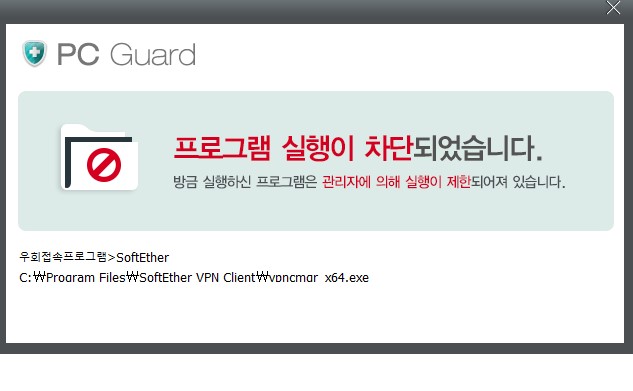 PC Guard
프로그램 실행이 차단되었습니다.
방금 실행하신 프로그램은 관리자에 의해 실행이 제한되어져 있습니다.
우회접속프로그램>SoftEther
C:₩Program Files₩SoftEther VPN Client₩vpncmgr_x64.exe